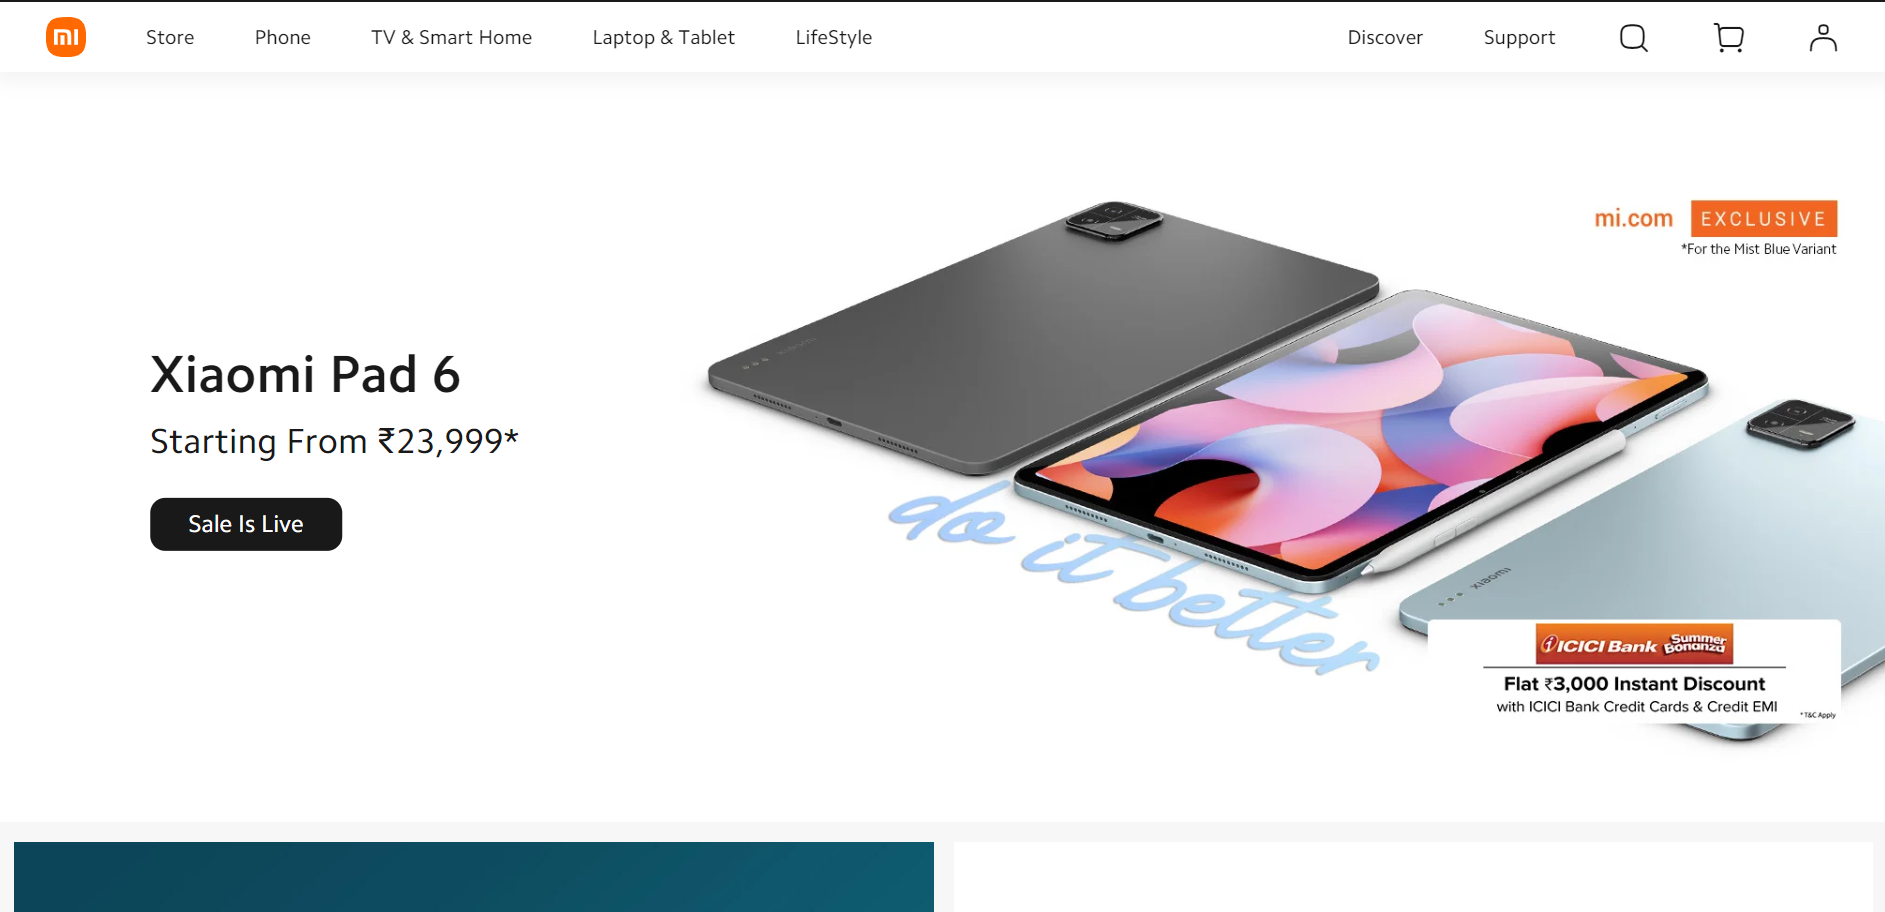 mi
Store
Phone
TV & Smart Home
Laptop & Tablet
LifeStyle
Discover
Support
mi.com EXCLUSIVE
*For the Mist Blue Variant
Xiaomi Pad 6
Starting From ₹23,999*
Sale Is Live
xiaomi
do it better
xiaomi
ICICI Bank Summer Bonanza
Flat ₹3,000 Instant Discount
with ICICI Bank Credit Cards & Credit EMI
*T&C Apply